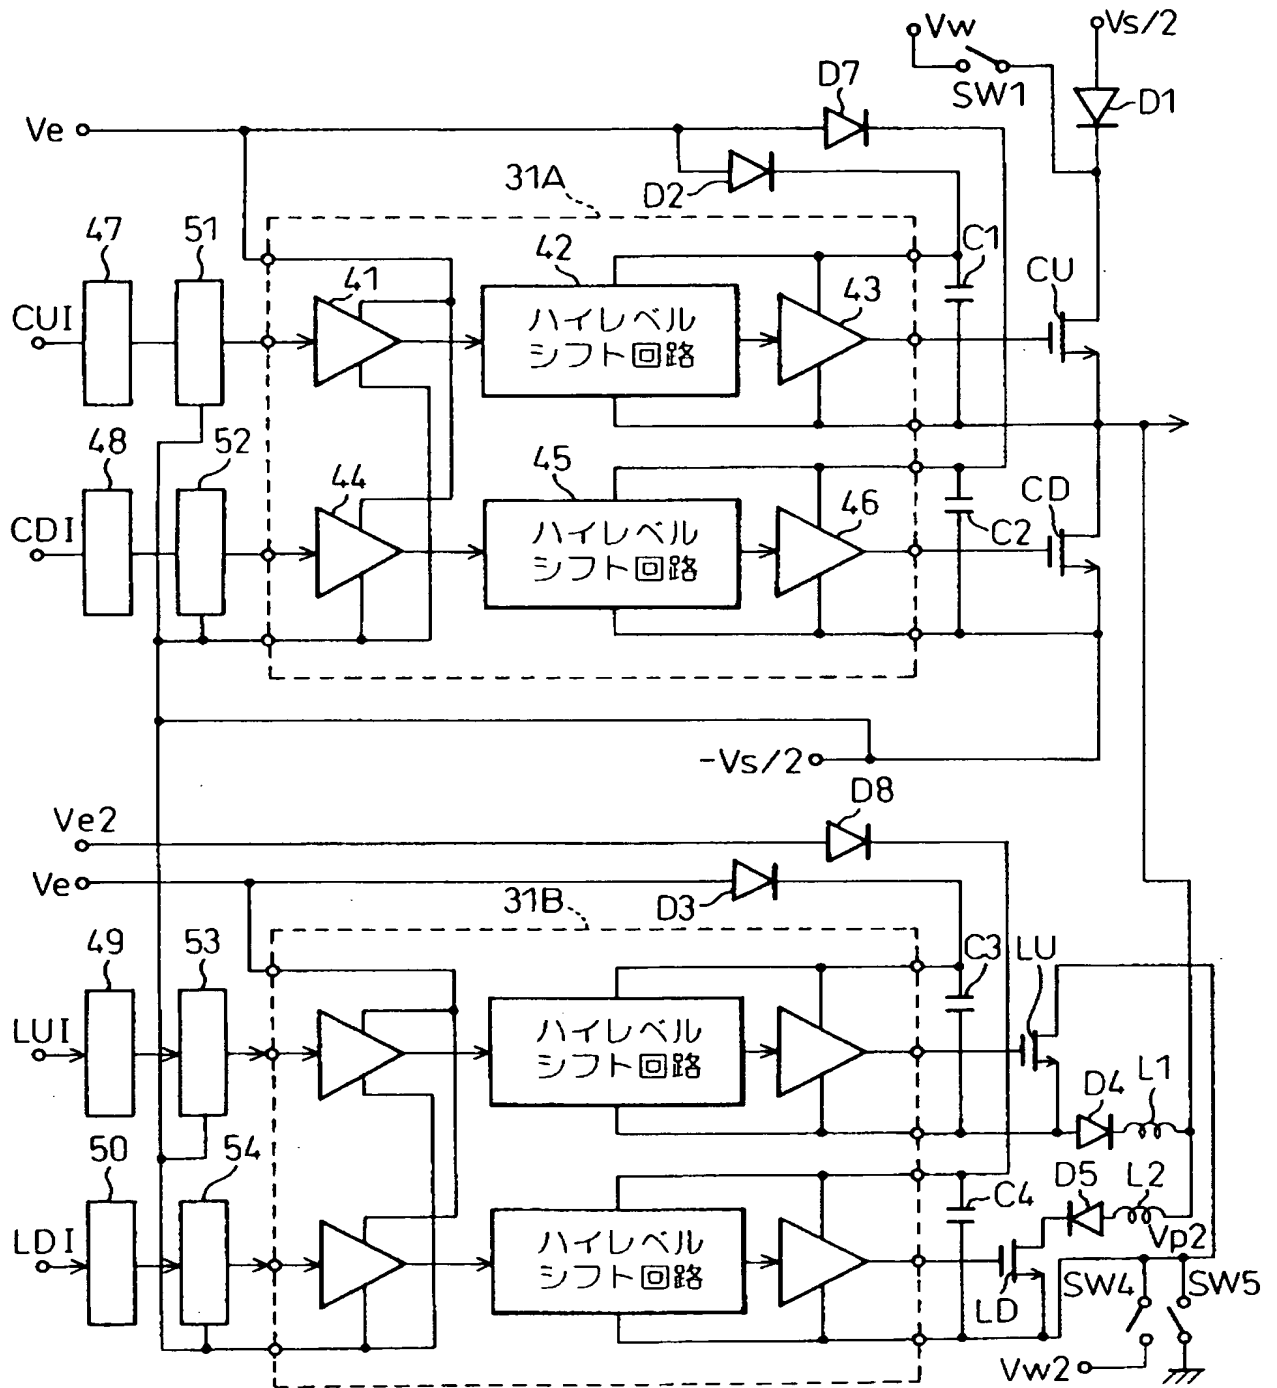 Vw
Vs/2
SW1
D1
D7
Ve
D2
31A
47
51
42
C1
CU
41
43
CUI
ハイレベル
シフト回路
48
52
45
44
46
CD
C2
CDI
ハイレベル
シフト回路
-Vs/2
D8
Ve2
Ve
D3
31B
49
53
C3
LU
LUI
ハイレベル
シフト回路
D4
L1
50
54
D5
L2
C4
LDI
ハイレベル
シフト回路
Vp2
SW4
SW5
LD
Vw2